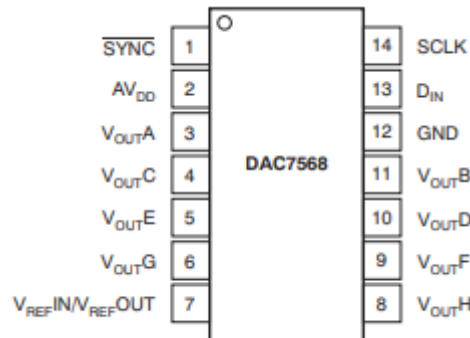 SYNC 1 14 SCLK
AVDD 2 13 DIN
VOUTA 3 12 GND
DAC7568
VOUTC 4 11 VOUTB
VOUTE 5 10 VOUTD
VOUTG 6 9 VOUTF
VREFIN/VREFOUT 7 8 VOUTH